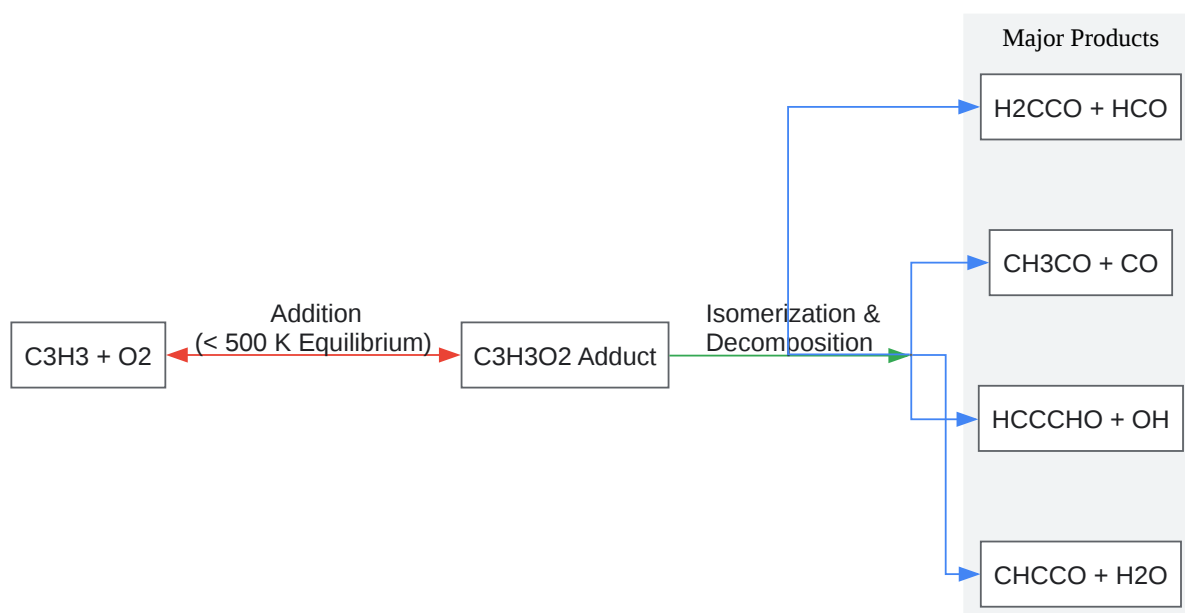 Major Products
H2CCO + HCO
CH3CO + CO
Addition
(< 500 K Equilibrium)
Isomerization &
Decomposition
C3H3 + O2
C3H3O2 Adduct
HCCCHO + OH
CHCCO + H2O